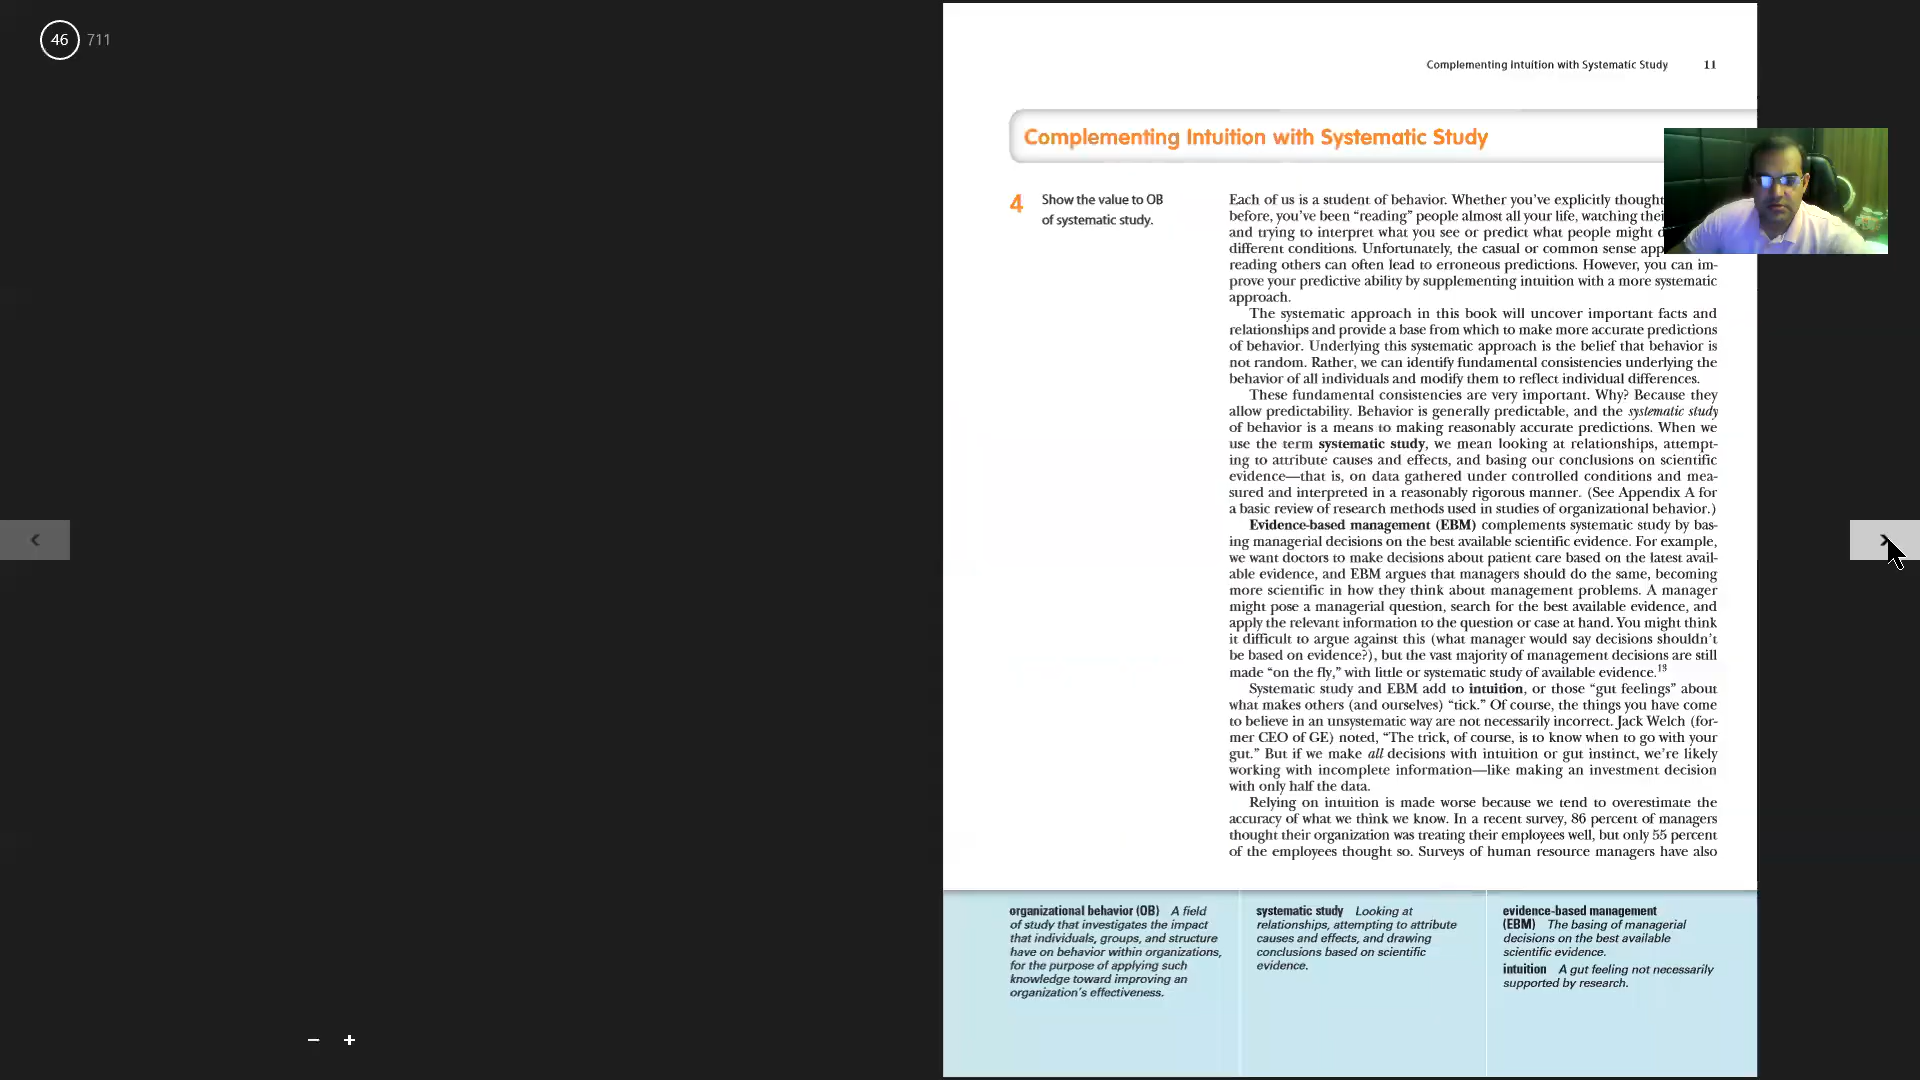 46 711
Complementing Intuition with Systematic Study 11
Complementing Intuition with Systematic Study
4 Show the value to OB
of systematic study.
Each of us is a student of behavior. Whether you’ve explicitly thought
before, you’ve been “reading” people almost all your life, watching
and trying to interpret what you see or predict what people might
different conditions. Unfortunately, the casual or common sense
reading others can often lead to erroneous predictions. However, you can im-
prove your predictive ability by supplementing intuition with a more systematic
approach.
The systematic approach in this book will uncover important facts and
relationships and provide a base from which to make more accurate predictions
of behavior. Underlying this systematic approach is the belief that behavior is
not random. Rather, we can identify fundamental consistencies underlying the
behavior of all individuals and modify them to reflect individual differences.
These fundamental consistencies are very important. Why? Because they
allow predictability. Behavior is generally predictable, and the systematic study
of behavior is a means to making reasonably accurate predictions. When we
use the term systematic study, we mean looking at relationships, attempt-
ing to attribute causes and effects, and basing our conclusions on scientific
evidence—that is, on data gathered under controlled conditions and mea-
sured and interpreted in a reasonably rigorous manner. (See Appendix A for
a basic review of research methods used in studies of organizational behavior.)
Evidence-based management (EBM) complements systematic study by bas-
ing managerial decisions on the best available scientific evidence. For example,
we want doctors to make decisions about patient care based on the latest avail-
able evidence, and EBM argues that managers should do the same, becoming
more scientific in how they think about management problems. A manager
might pose a managerial question, search for the best available evidence, and
apply the relevant information to the question or case at hand. You might think
it difficult to argue against this (what manager would say decisions shouldn’t
be based on evidence?), but the vast majority of management decisions are still
made “on the fly,” with little or systematic study of available evidence.13
Systematic study and EBM add to intuition, or those “gut feelings” about
what makes others (and ourselves) “tick.” Of course, the things you have come
to believe in an unsystematic way are not necessarily incorrect. Jack Welch (for-
mer CEO of GE) noted, “The trick, of course, is to know when to go with your
gut.” But if we make all decisions with intuition or gut instinct, we’re likely
working with incomplete information—like making an investment decision
with only half the data.
Relying on intuition is made worse because we tend to overestimate the
accuracy of what we think we know. In a recent survey, 86 percent of managers
thought their organization was treating their employees well, but only 55 percent
of the employees thought so. Surveys of human resource managers have also
organizational behavior (OB) A field
of study that investigates the impact
that individuals, groups, and structure
have on behavior within organizations,
for the purpose of applying such
knowledge toward improving an
organization’s effectiveness.
systematic study Looking at
relationships, attempting to attribute
causes and effects, and drawing
conclusions based on scientific
evidence.
evidence-based management
(EBM) The basing of managerial
decisions on the best available
scientific evidence.
intuition A gut feeling not necessarily
supported by research.